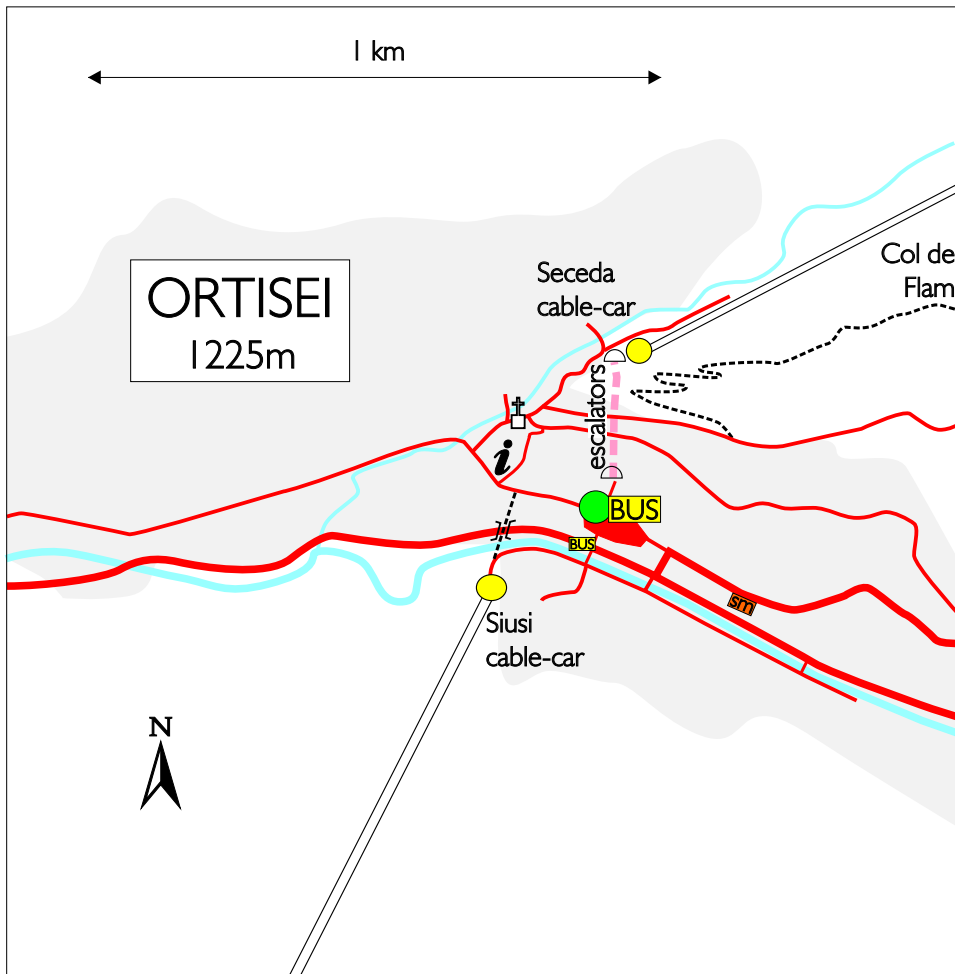 1 km
ORTISEI
1225m
Seceda
cable-car
Col de
Flam
escalators
i
BUS
BUS
sm
Siusi
cable-car
N